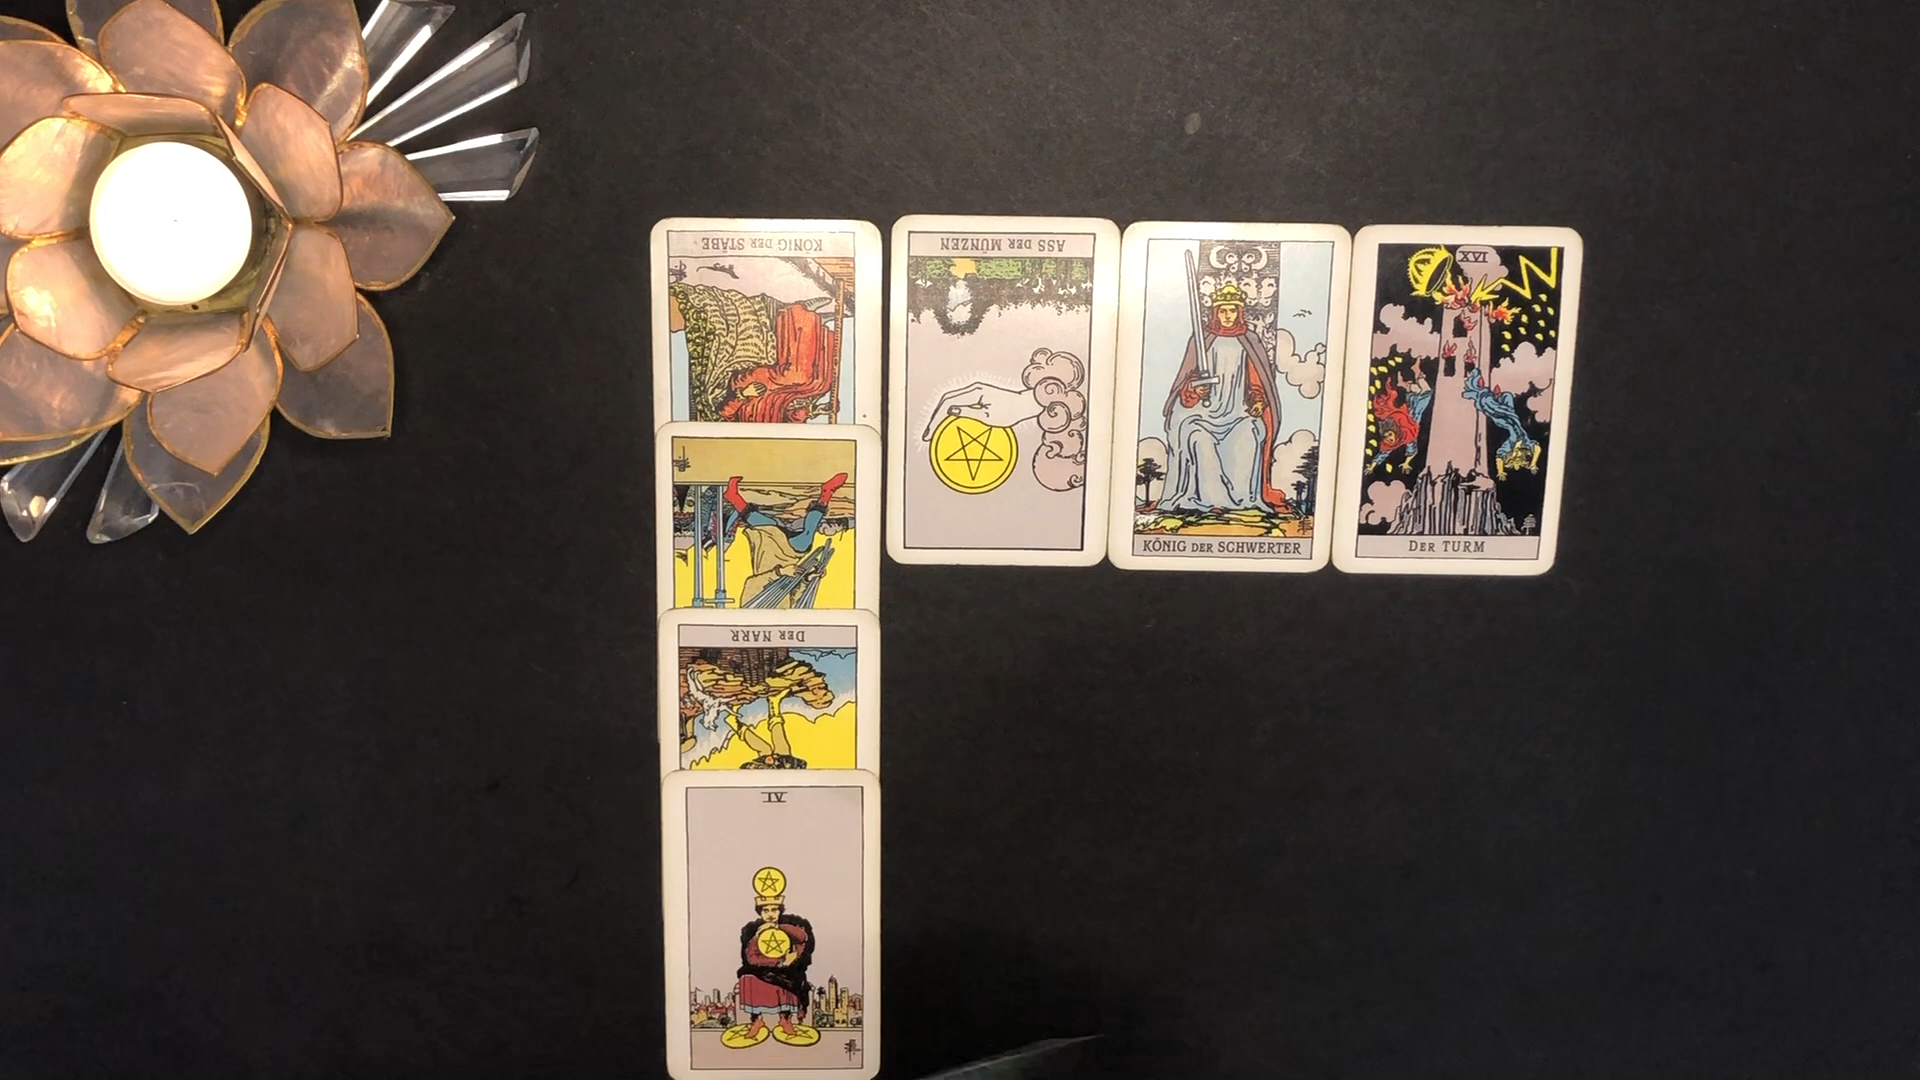 KÖNIG DER STÄBE
ASS DER MÜNZEN
XVI
KÖNIG DER SCHWERTER
DER TURM
DER NARR
IV